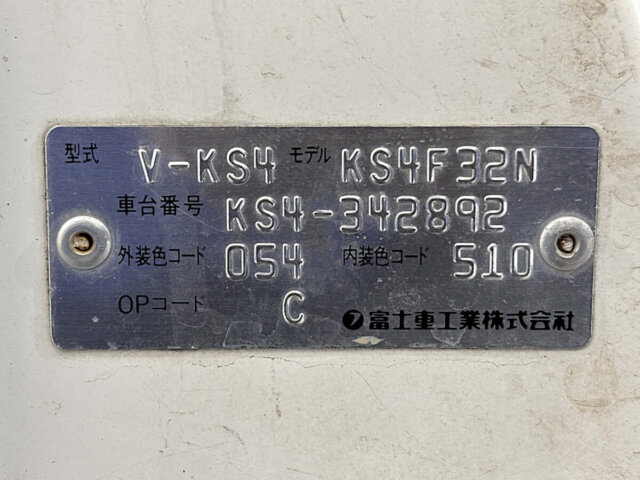 型式 V-KS4 モデル KS4F32N
車台番号 KS4-342892
外装色コード 054 内装色コード 510
OPコード C 富士重工業株式会社